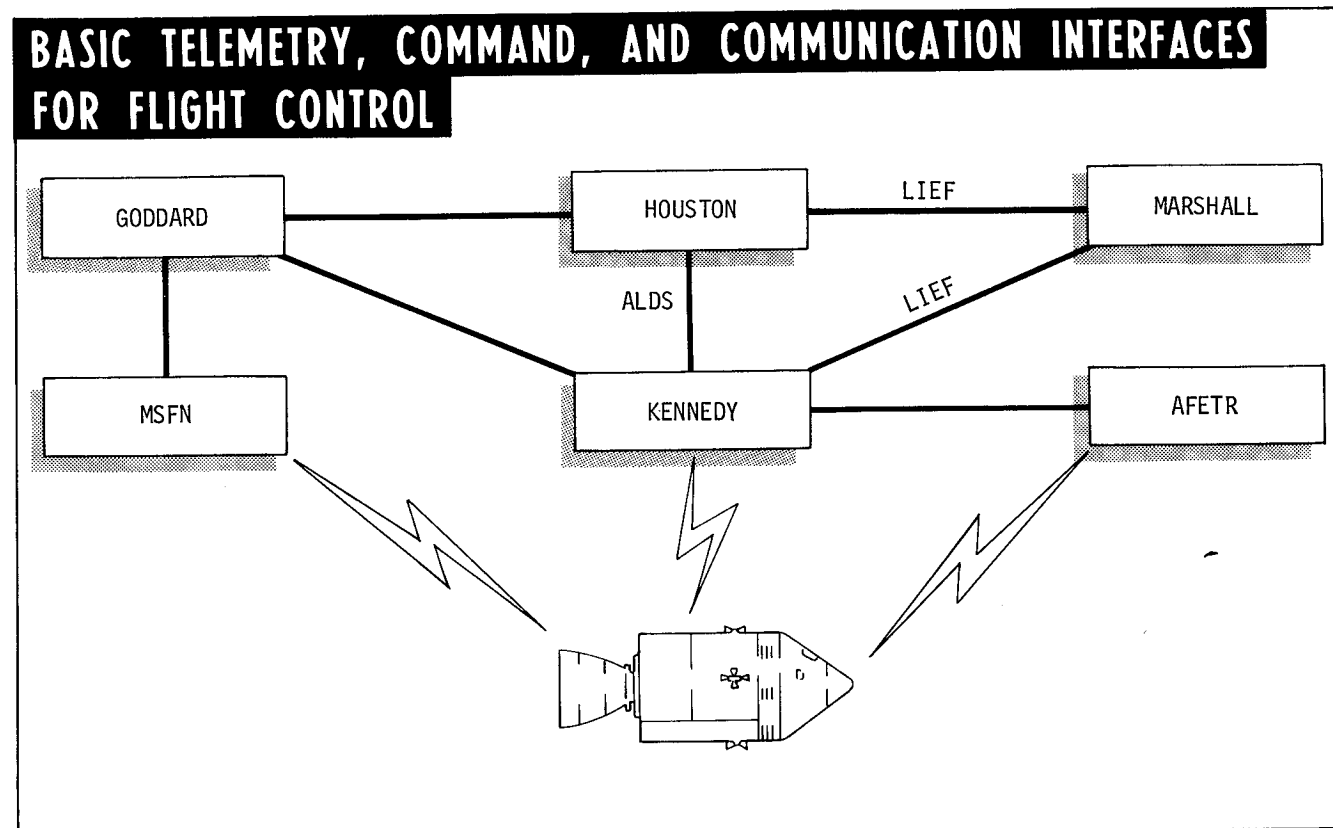 BASIC TELEMETRY, COMMAND, AND COMMUNICATION INTERFACES
FOR FLIGHT CONTROL
GODDARD
HOUSTON
LIEF
MARSHALL
ALDS
LIEF
MSFN
KENNEDY
AFETR